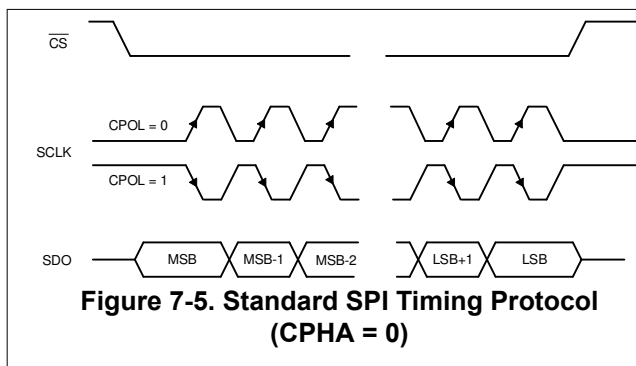 CS
CPOL = 0
SCLK
CPOL = 1
SDO
MSB
MSB-1
MSB-2
LSB+1
LSB
Figure 7-5. Standard SPI Timing Protocol
(CPHA = 0)